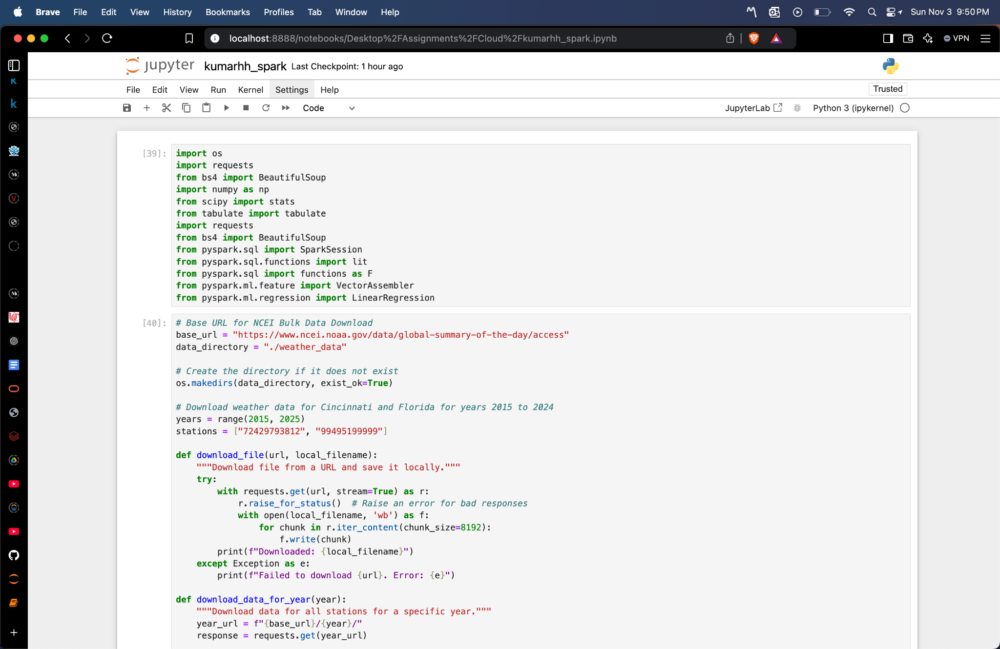 Brave File Edit View History Bookmarks Profiles Tab Window Help Sun Nov 3 9:50 PM
localhost:8888/notebooks/Desktop%2FAssignments%2FCloud%2Fkumarhh_spark.ipynb VPN
jupyter kumarhh_spark Last Checkpoint: 1 hour ago
File Edit View Run Kernel Settings Help Trusted
Code JupyterLab Python 3 (ipykernel)
[39]: import os
import requests
from bs4 import BeautifulSoup
import numpy as np
from scipy import stats
from tabulate import tabulate
import requests
from bs4 import BeautifulSoup
from pyspark.sql import SparkSession
from pyspark.sql.functions import lit
from pyspark.sql import functions as F
from pyspark.ml.feature import VectorAssembler
from pyspark.ml.regression import LinearRegression
[40]: # Base URL for NCEI Bulk Data Download
base_url = "https://www.ncei.noaa.gov/data/global-summary-of-the-day/access"
data_directory = "./weather_data"
# Create the directory if it does not exist
os.makedirs(data_directory, exist_ok=True)
# Download weather data for Cincinnati and Florida for years 2015 to 2024
years = range(2015, 2025)
stations = ["72429793812", "99495199999"]
def download_file(url, local_filename):
"""Download file from a URL and save it locally."""
try:
with requests.get(url, stream=True) as r:
r.raise_for_status() # Raise an error for bad responses
with open(local_filename, 'wb') as f:
for chunk in r.iter_content(chunk_size=8192):
f.write(chunk)
print(f"Downloaded: {local_filename}")
except Exception as e:
print(f"Failed to download {url}. Error: {e}")
def download_data_for_year(year):
"""Download data for all stations for a specific year."""
year_url = f"{base_url}/{year}/"
response = requests.get(year_url)